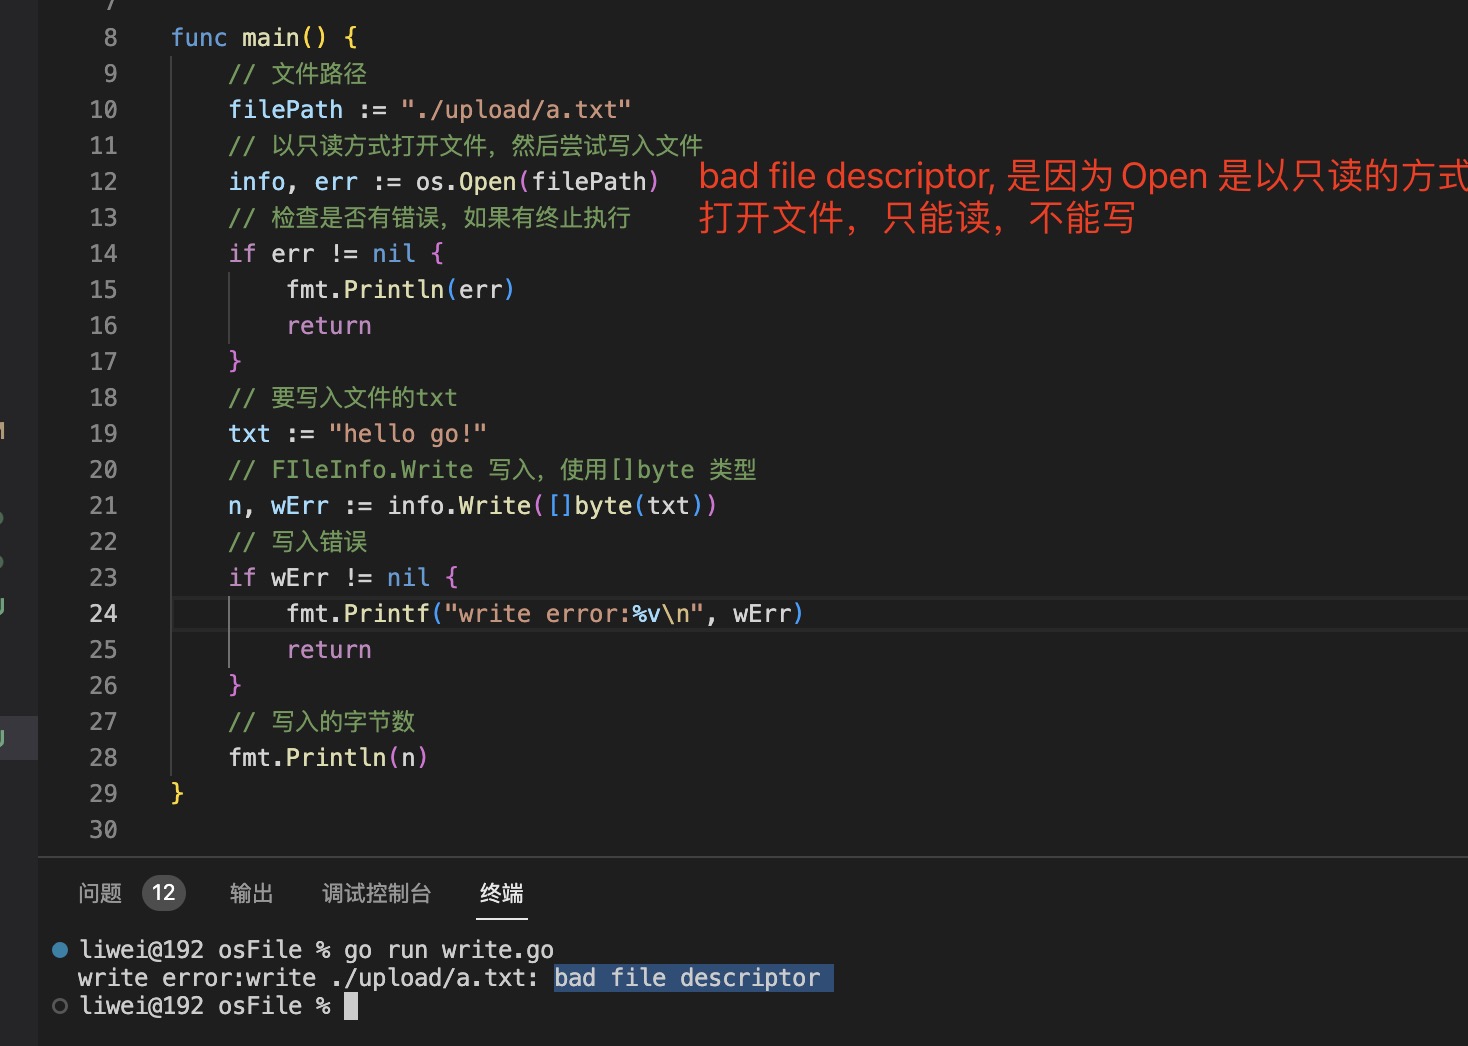 7
8 func main() {
9 // 文件路径
10 filePath := "./upload/a.txt"
11 // 以只读方式打开文件，然后尝试写入文件
12 info, err := os.Open(filePath)
bad file descriptor, 是因为 Open 是以只读的方式
打开文件，只能读，不能写
13 // 检查是否有错误，如果有终止执行
14 if err != nil {
15 fmt.Println(err)
16 return
17 }
18 // 要写入文件的txt
19 txt := "hello go!"
20 // FIleInfo.Write 写入，使用[]byte 类型
21 n, wErr := info.Write([]byte(txt))
22 // 写入错误
23 if wErr != nil {
24 fmt.Printf("write error:%v\n", wErr)
25 return
26 }
27 // 写入的字节数
28 fmt.Println(n)
29 }
30
问题 12 输出 调试控制台 终端
liwei@192 osFile % go run write.go
write error:write ./upload/a.txt: bad file descriptor
liwei@192 osFile %